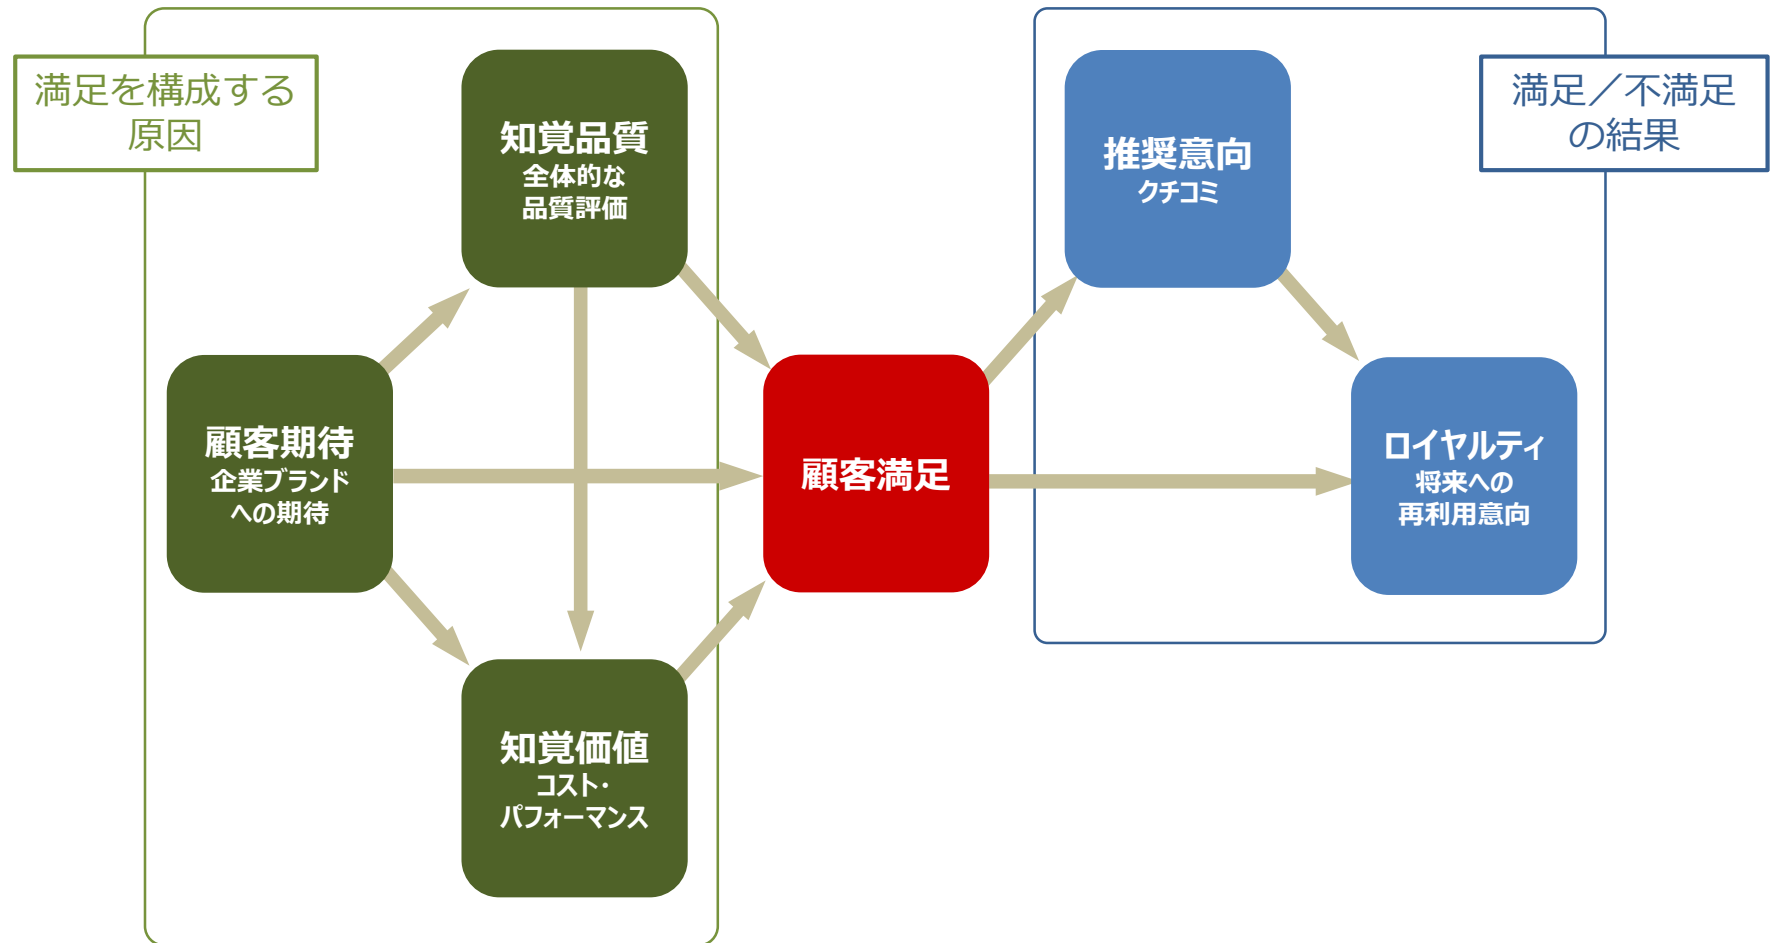 満足を構成する
原因
知覚品質
全体的な
品質評価
顧客期待
企業ブランド
への期待
知覚価値
コスト・
パフォーマンス
顧客満足
推奨意向
クチコミ
ロイヤルティ
将来への
再利用意向
満足／不満足
の結果